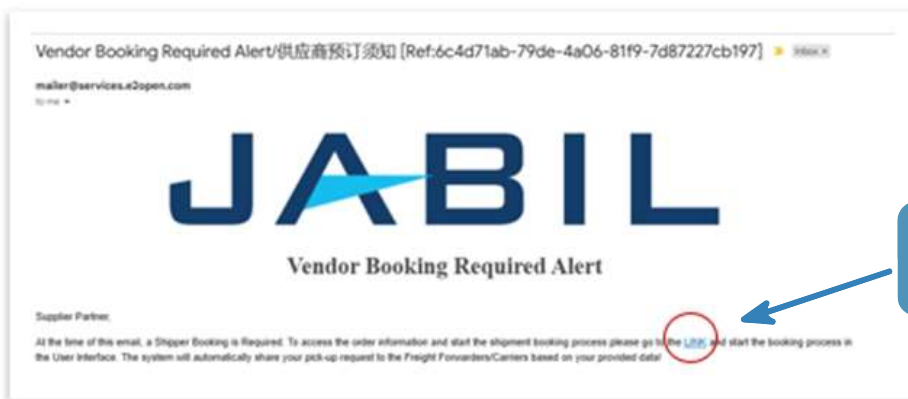 Vendor Booking Required Alert/供应商预订须知 [Ref:6c4d71ab-79de-4a06-81f9-7d87227cb197] Inbox x
mailer@services.e2open.com
to me
JABIL
Vendor Booking Required Alert
Supplier Partner,
At the time of this email, a Shipper Booking is Required. To access the order information and start the shipment booking process please go to the LINK and start the booking process in
the User Interface. The system will automatically share your pick-up request to the Freight Forwarders/Carriers based on your provided data!